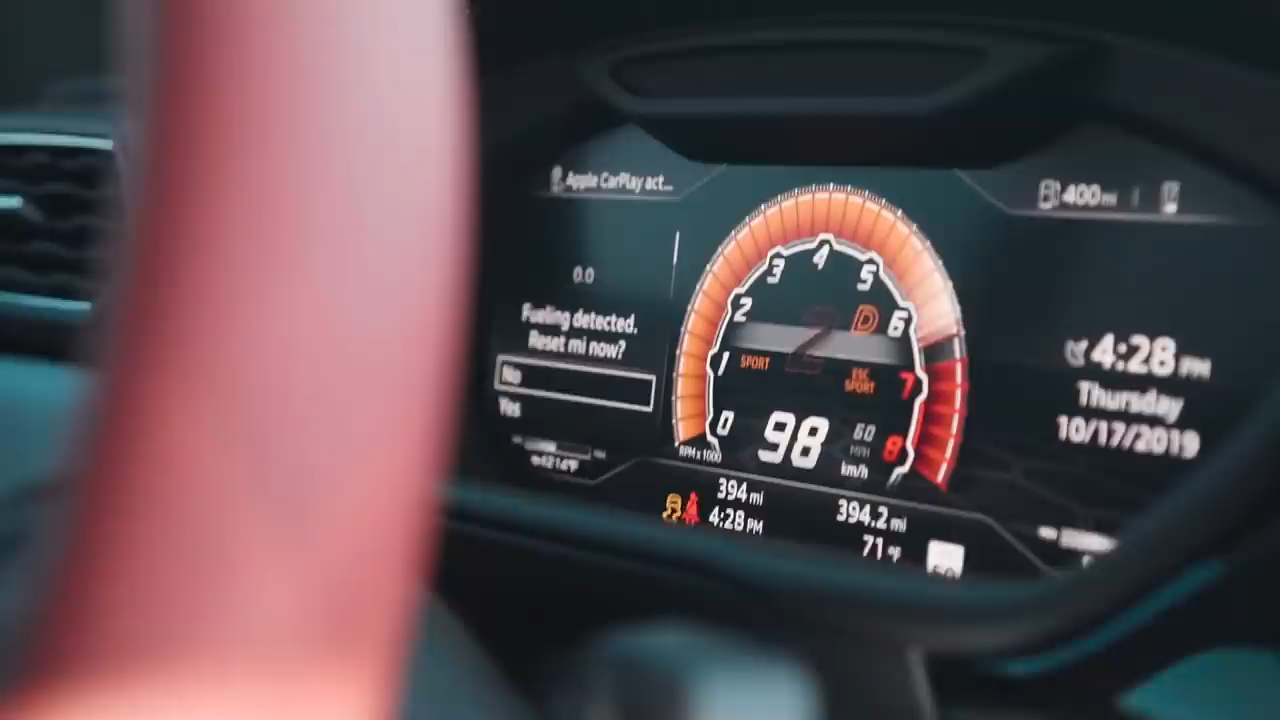 Apple CarPlay act...
400 mi
0.0
Fueling detected.
Reset mi now?
No
Yes
0
1
2
3
4
5
6
7
8
D
2
SPORT
ESC
SPORT
RPM x 1000
98
60
MPH
km/h
4:28 PM
Thursday
10/17/2019
394 mi
4:28 PM
394.2 mi
71 °F